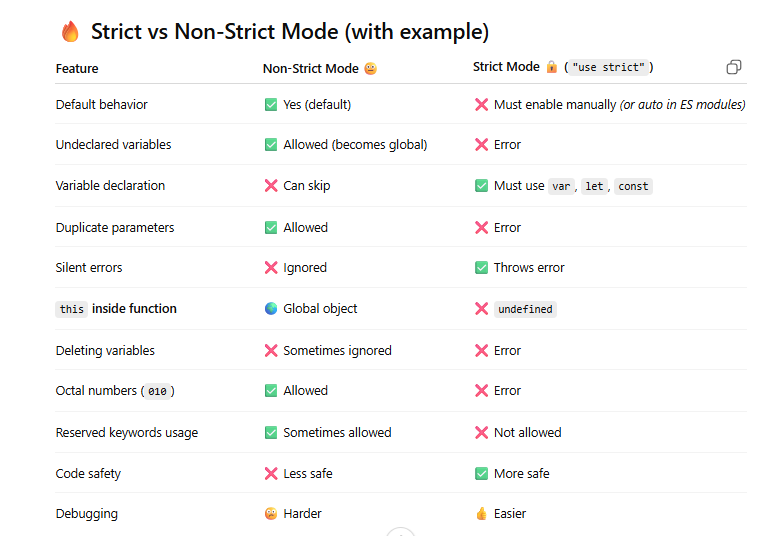 🔥 Strict vs Non-Strict Mode (with example)
Feature Non-Strict Mode 😄 Strict Mode 🔒 ("use strict")
Default behavior ✅ Yes (default) ❌ Must enable manually (or auto in ES modules)
Undeclared variables ✅ Allowed (becomes global) ❌ Error
Variable declaration ❌ Can skip ✅ Must use var, let, const
Duplicate parameters ✅ Allowed ❌ Error
Silent errors ❌ Ignored ✅ Throws error
this inside function 🌍 Global object ❌ undefined
Deleting variables ❌ Sometimes ignored ❌ Error
Octal numbers (010) ✅ Allowed ❌ Error
Reserved keywords usage ✅ Sometimes allowed ❌ Not allowed
Code safety ❌ Less safe ✅ More safe
Debugging 😕 Harder 👍 Easier